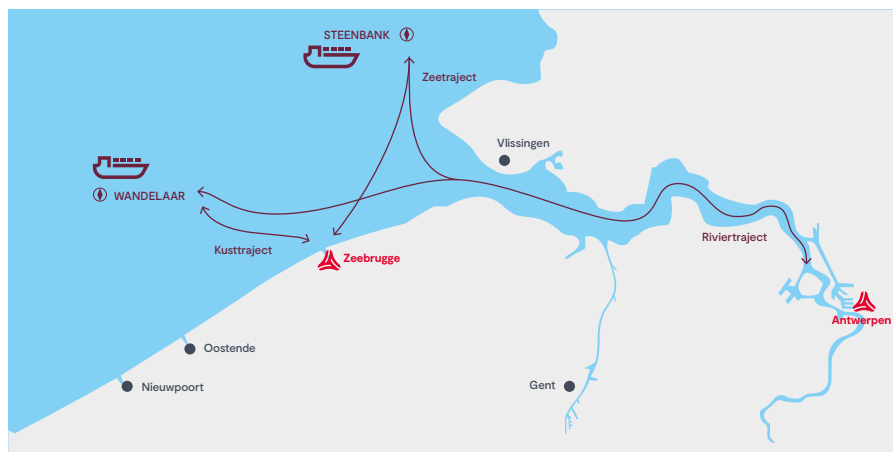 STEENBANK
Zeetraject
Vlissingen
WANDELAAR
Riviertraject
Kusttraject
Zeebrugge
Antwerpen
Oostende
Gent
Nieuwpoort